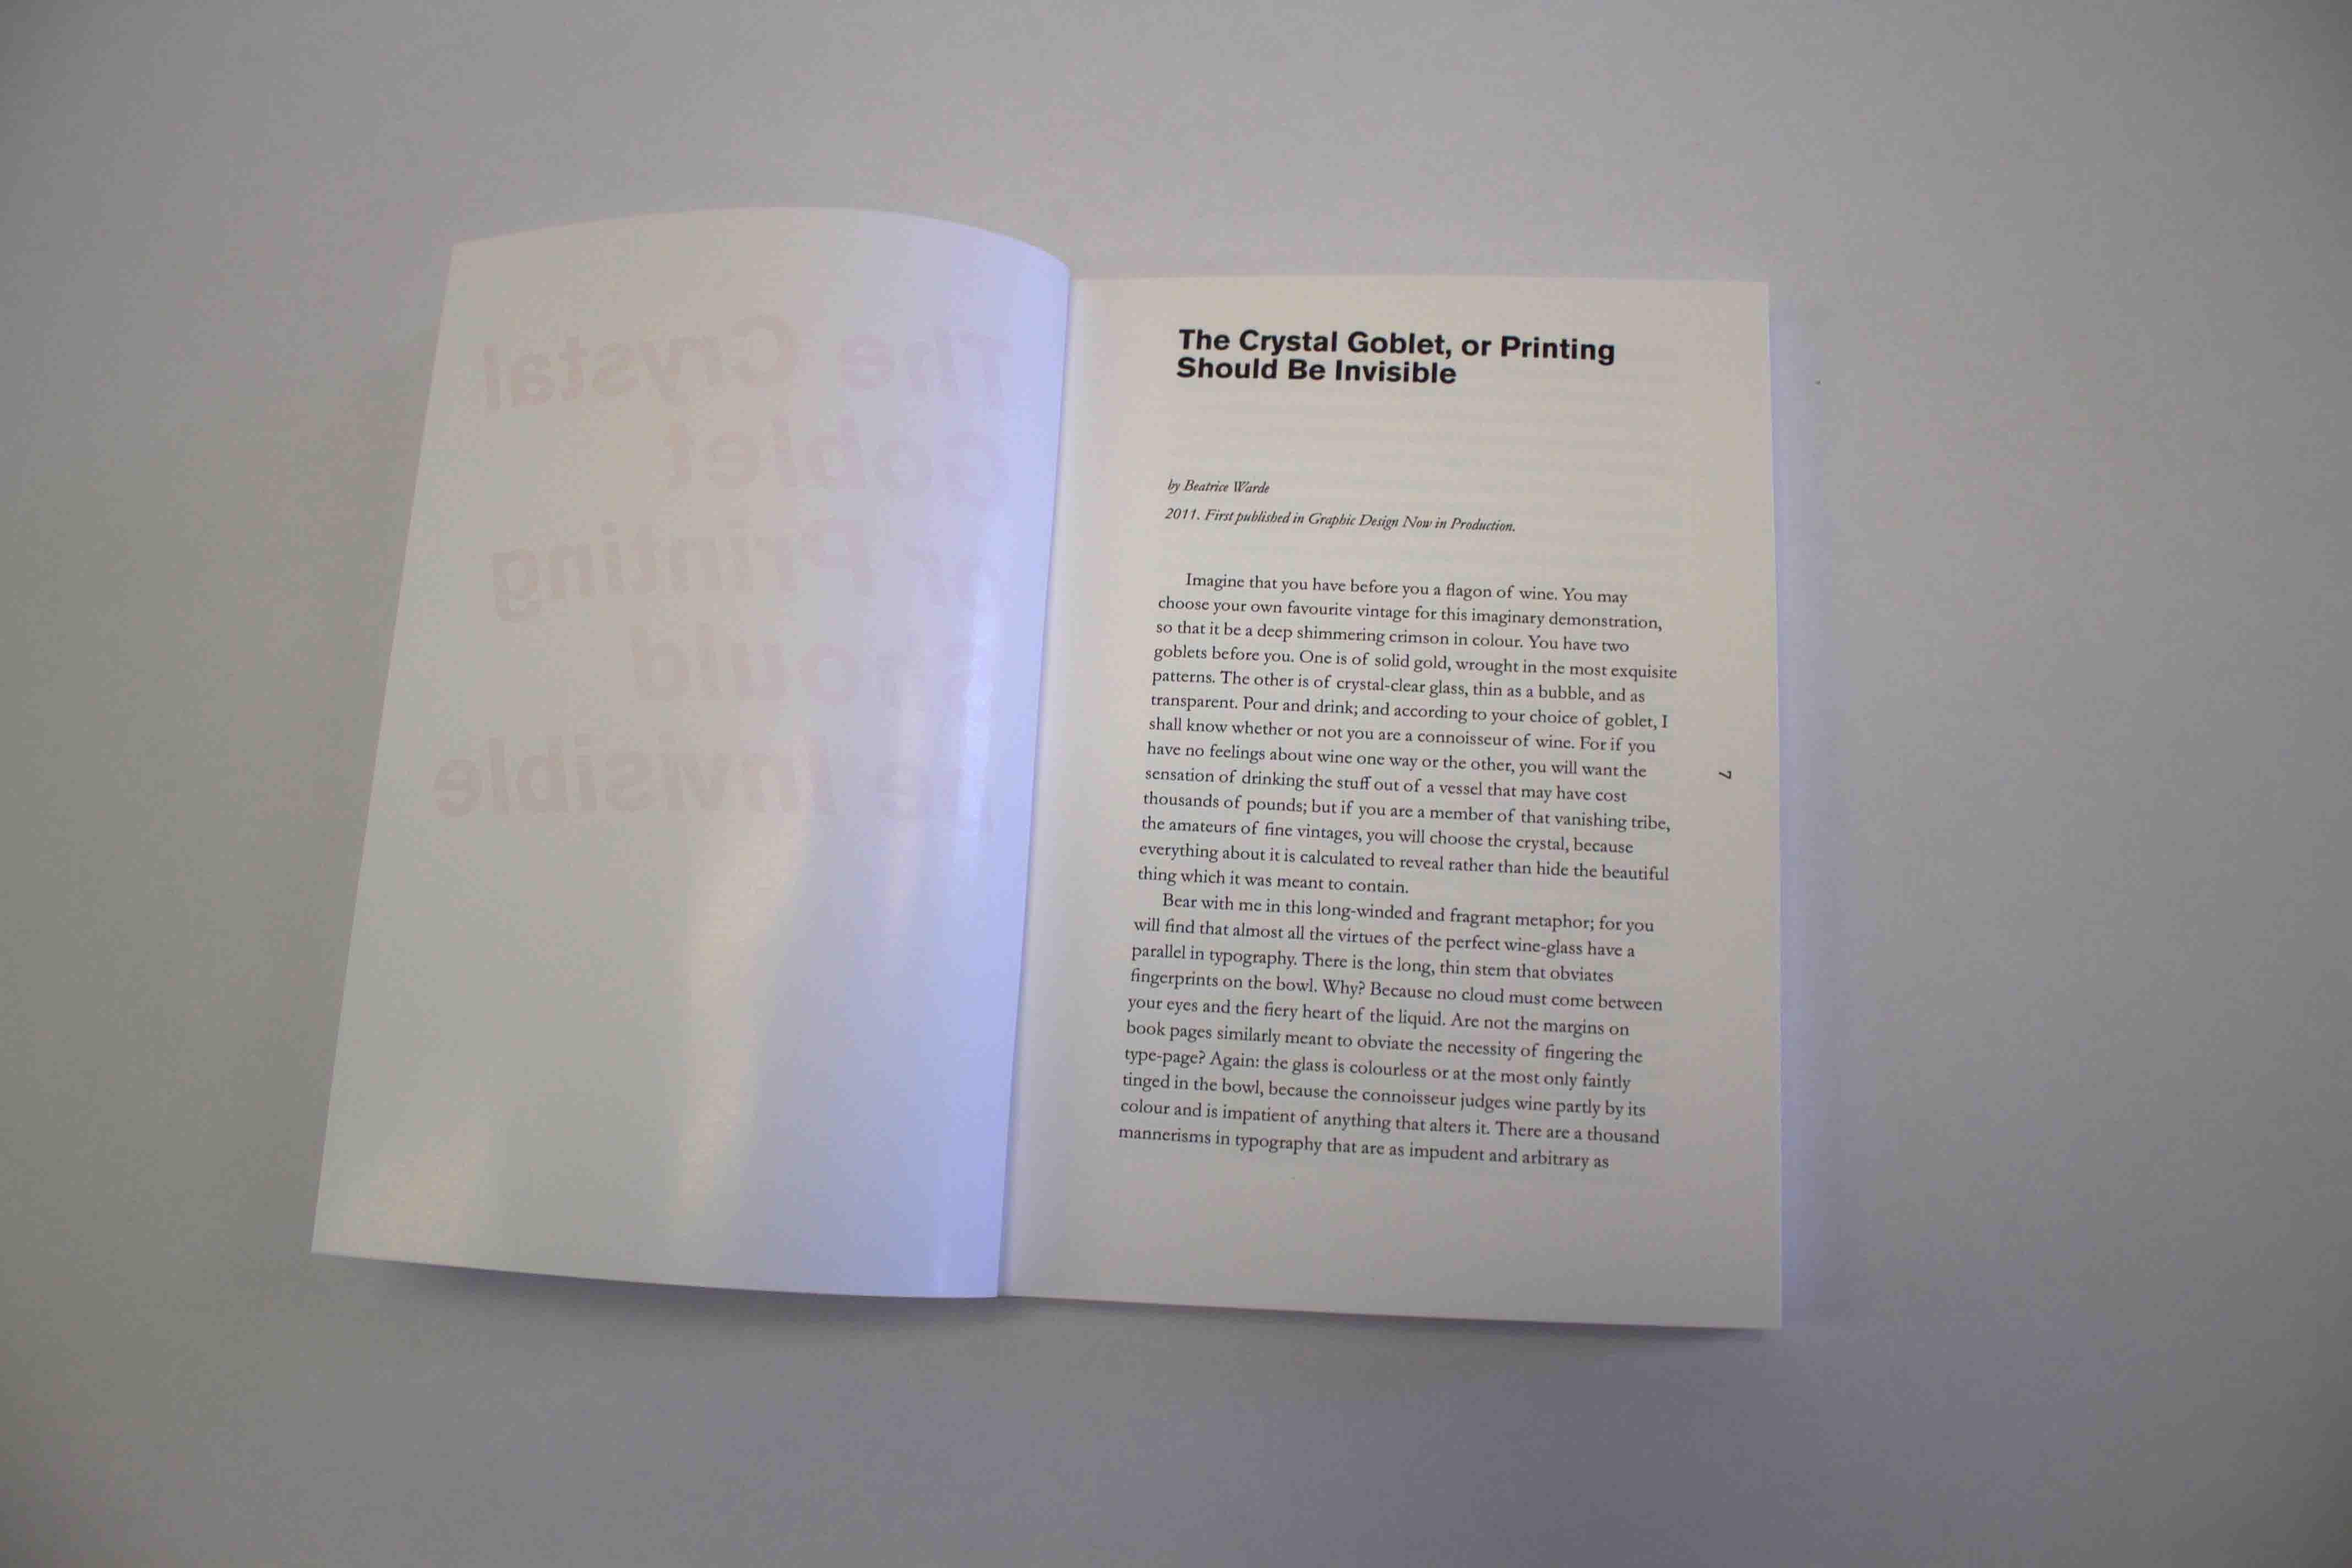 The Crystal
Goblet
or Printing
Should
Be Invisible
The Crystal Goblet, or Printing
Should Be Invisible
by Beatrice Warde
2011. First published in Graphic Design Now in Production.
Imagine that you have before you a flagon of wine. You may
choose your own favourite vintage for this imaginary demonstration,
so that it be a deep shimmering crimson in colour. You have two
goblets before you. One is of solid gold, wrought in the most exquisite
patterns. The other is of crystal-clear glass, thin as a bubble, and as
transparent. Pour and drink; and according to your choice of goblet, I
shall know whether or not you are a connoisseur of wine. For if you
have no feelings about wine one way or the other, you will want the
sensation of drinking the stuff out of a vessel that may have cost
thousands of pounds; but if you are a member of that vanishing tribe,
the amateurs of fine vintages, you will choose the crystal, because
everything about it is calculated to reveal rather than hide the beautiful
thing which it was meant to contain.
Bear with me in this long-winded and fragrant metaphor; for you
will find that almost all the virtues of the perfect wine-glass have a
parallel in typography. There is the long, thin stem that obviates
fingerprints on the bowl. Why? Because no cloud must come between
your eyes and the fiery heart of the liquid. Are not the margins on
book pages similarly meant to obviate the necessity of fingering the
type-page? Again: the glass is colourless or at the most only faintly
tinged in the bowl, because the connoisseur judges wine partly by its
colour and is impatient of anything that alters it. There are a thousand
mannerisms in typography that are as impudent and arbitrary as
7